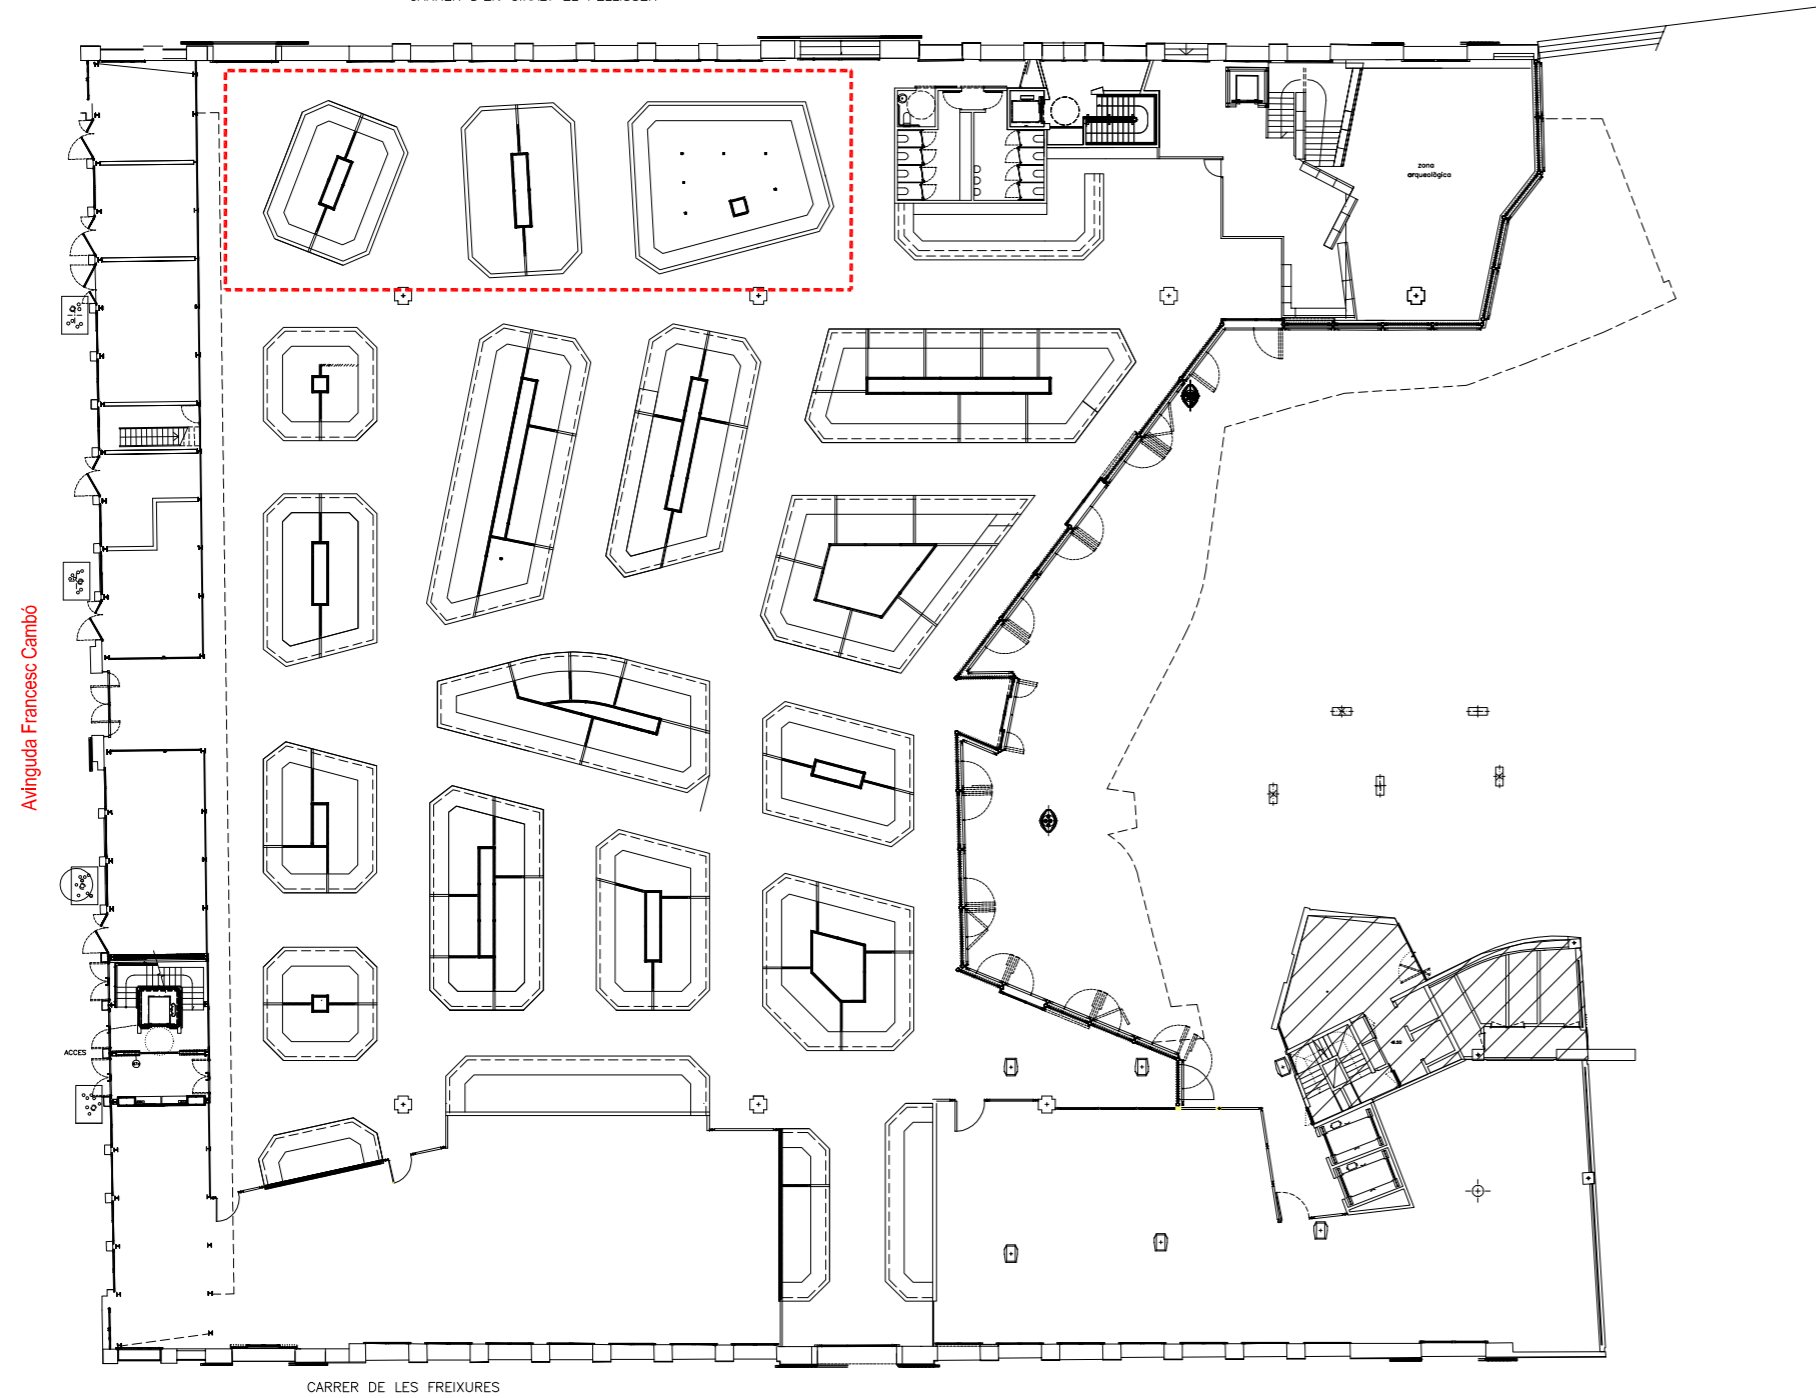 zona
arqueològica
Avinguda Francesc Cambó
ACCES
CARRER DE LES FREIXURES